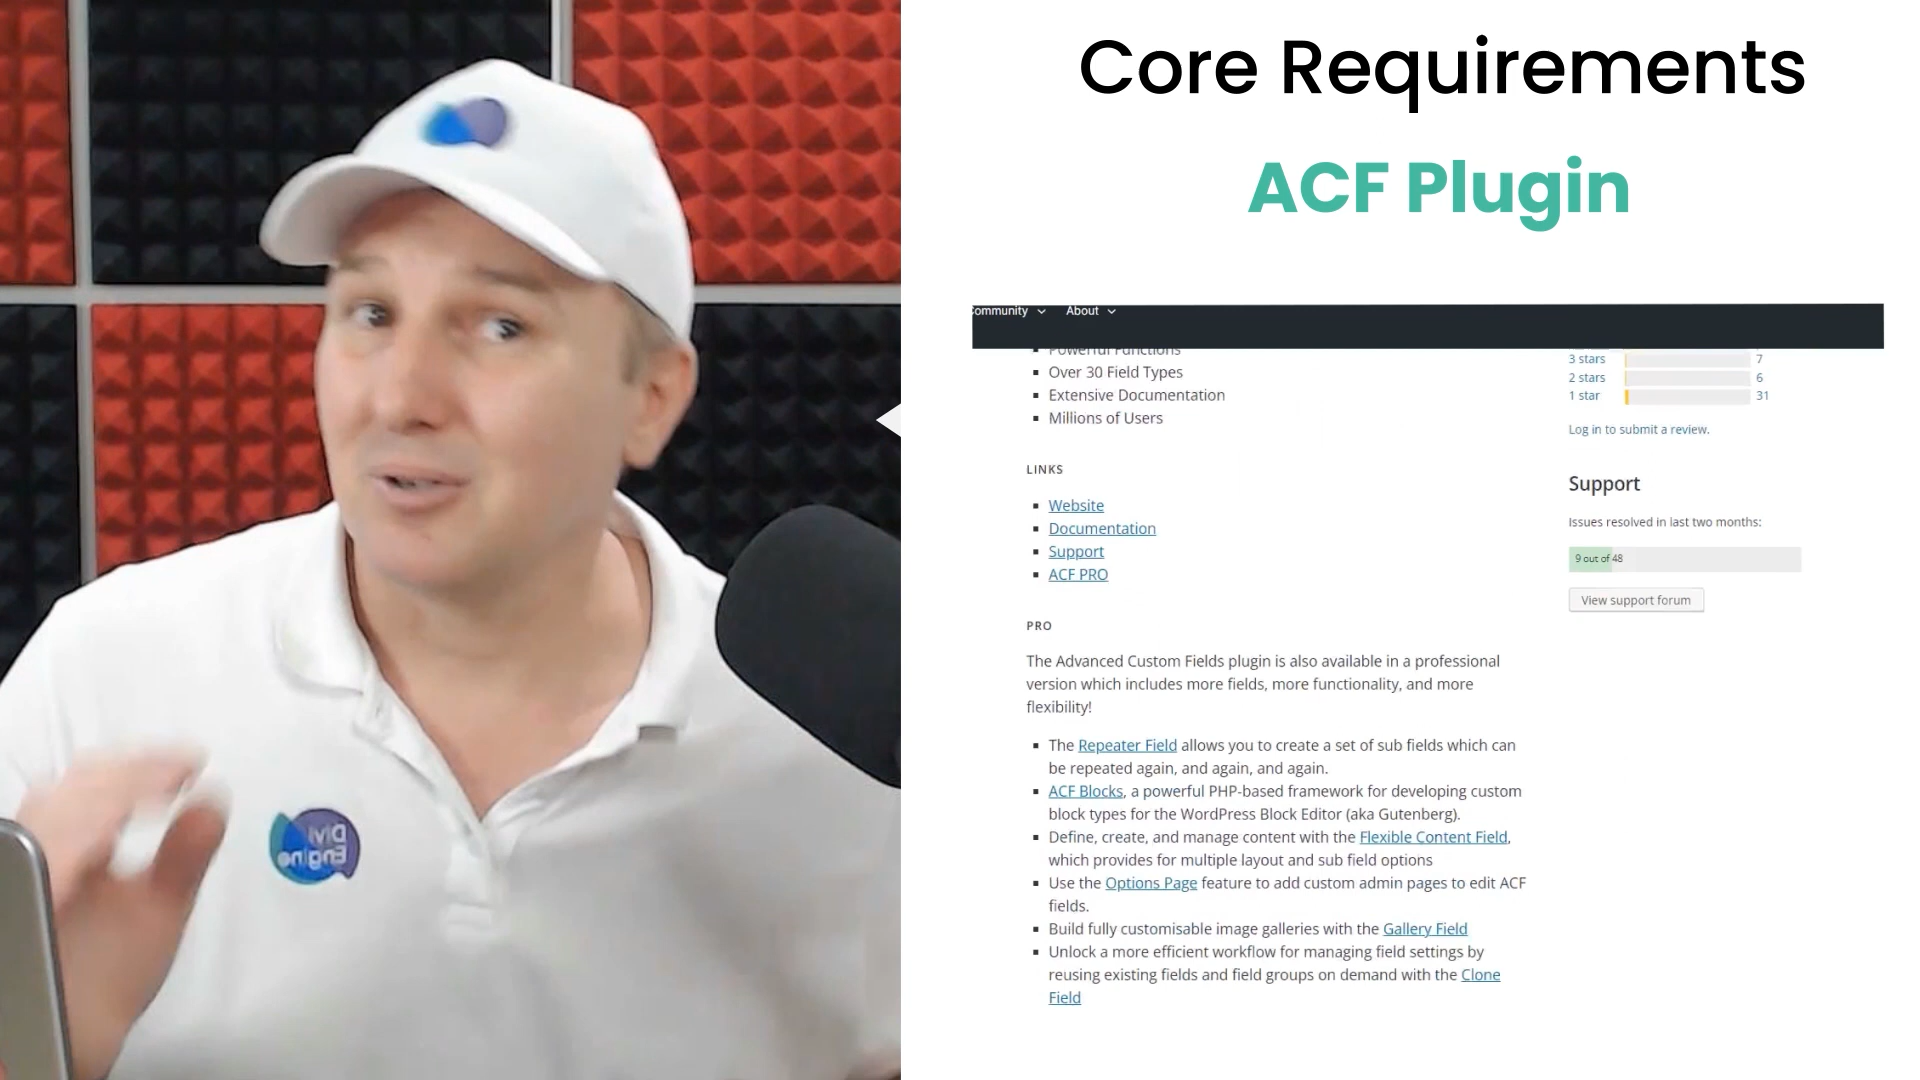 Core Requirements
ACF Plugin
Community
About
Powerful Functions
Over 30 Field Types
Extensive Documentation
Millions of Users
LINKS
Website
Documentation
Support
ACF PRO
PRO
The Advanced Custom Fields plugin is also available in a professional
version which includes more fields, more functionality, and more
flexibility!
The Repeater Field allows you to create a set of sub fields which can
be repeated again, and again, and again.
ACF Blocks, a powerful PHP-based framework for developing custom
block types for the WordPress Block Editor (aka Gutenberg).
Define, create, and manage content with the Flexible Content Field,
which provides for multiple layout and sub field options
Use the Options Page feature to add custom admin pages to edit ACF
fields.
Build fully customisable image galleries with the Gallery Field
Unlock a more efficient workflow for managing field settings by
reusing existing fields and field groups on demand with the Clone
Field
3 stars 7
2 stars 6
1 star 31
Log in to submit a review.
Support
Issues resolved in last two months:
9 out of 48
View support forum
Divi
Engine